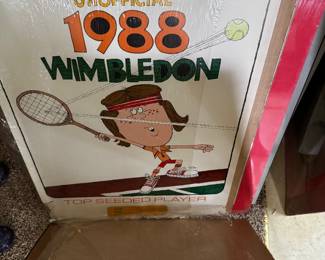 UNOFFICIAL
1988
WIMBLEDON
TOP SEEDED PLAYER